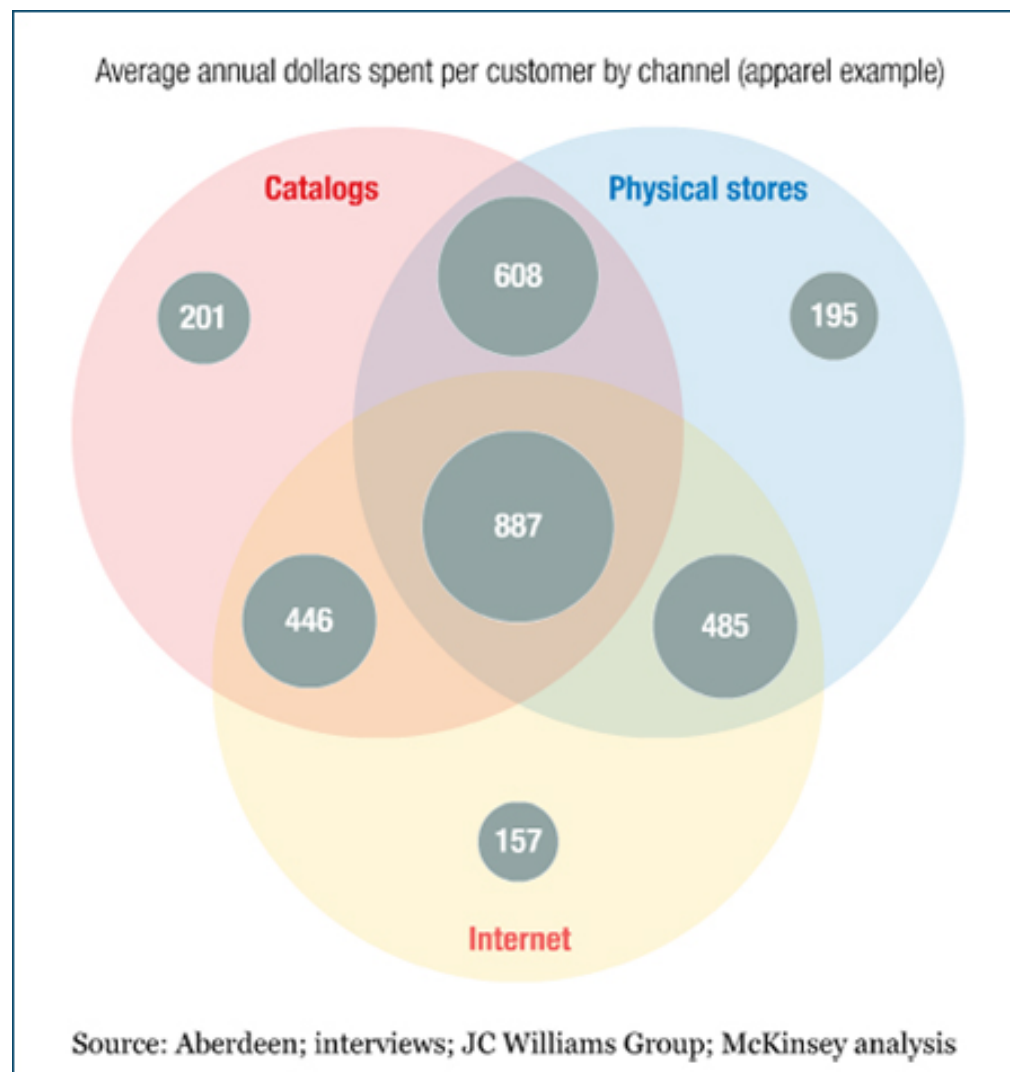 Average annual dollars spent per customer by channel (apparel example)
Catalogs
Physical stores
608
201
195
887
446
485
157
Internet
Source: Aberdeen; interviews; JC Williams Group; McKinsey analysis